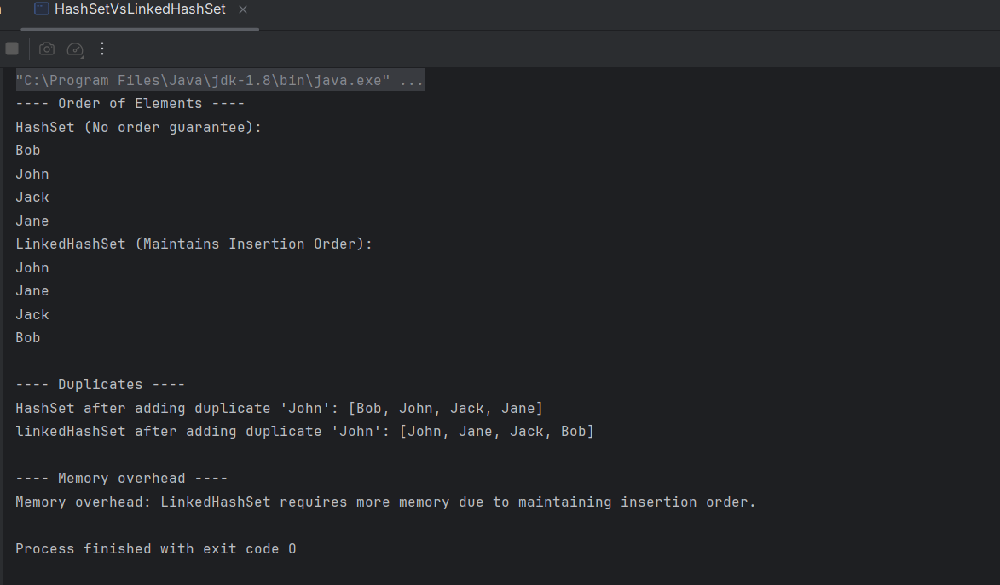 HashSetVsLinkedHashSet
"C:\Program Files\Java\jdk-1.8\bin\java.exe" ...
---- Order of Elements ----
HashSet (No order guarantee):
Bob
John
Jack
Jane
LinkedHashSet (Maintains Insertion Order):
John
Jane
Jack
Bob
---- Duplicates ----
HashSet after adding duplicate 'John': [Bob, John, Jack, Jane]
linkedHashSet after adding duplicate 'John': [John, Jane, Jack, Bob]
---- Memory overhead ----
Memory overhead: LinkedHashSet requires more memory due to maintaining insertion order.
Process finished with exit code 0